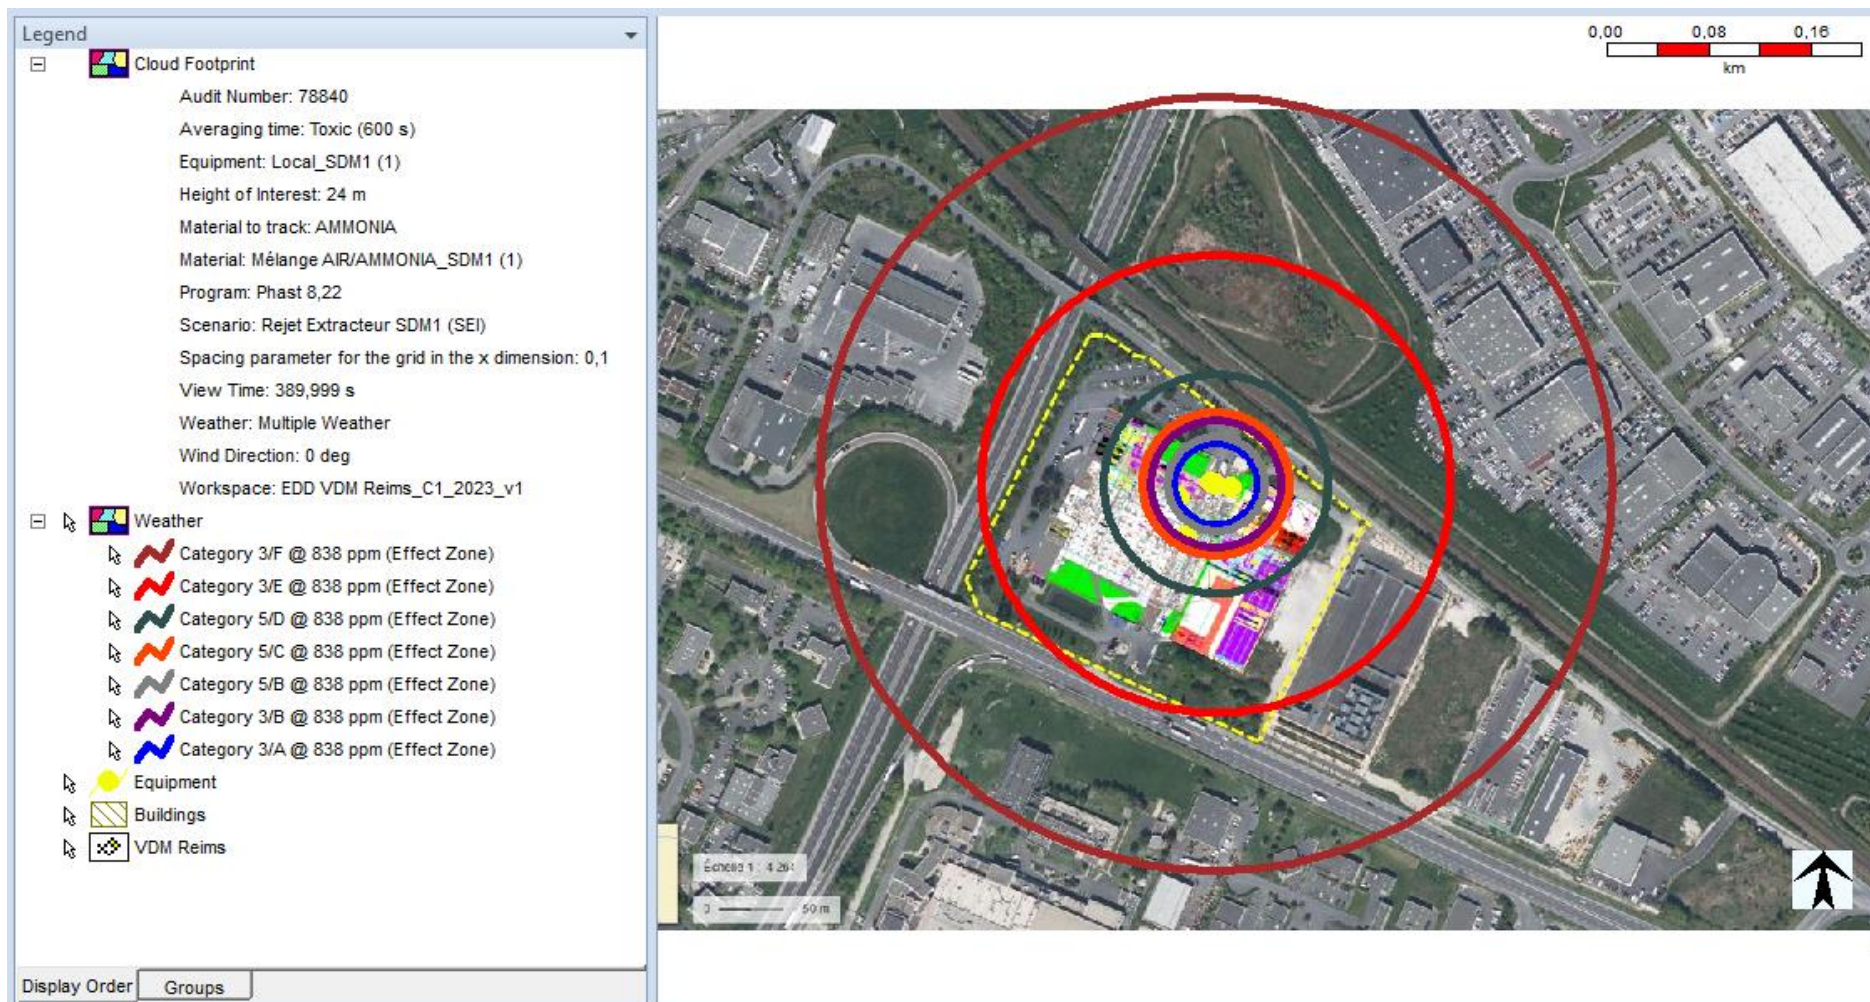 Legend
Cloud Footprint
Audit Number: 78840
Averaging time: Toxic (600 s)
Equipment: Local_SDM1 (1)
Height of Interest: 24 m
Material to track: AMMONIA
Material: Mélange AIR/AMMONIA_SDM1 (1)
Program: Phast 8,22
Scenario: Rejet Extracteur SDM1 (SEI)
Spacing parameter for the grid in the x dimension: 0,1
View Time: 389,999 s
Weather: Multiple Weather
Wind Direction: 0 deg
Workspace: EDD VDM Reims_C1_2023_v1
Weather
Category 3/F @ 838 ppm (Effect Zone)
Category 3/E @ 838 ppm (Effect Zone)
Category 5/D @ 838 ppm (Effect Zone)
Category 5/C @ 838 ppm (Effect Zone)
Category 5/B @ 838 ppm (Effect Zone)
Category 3/B @ 838 ppm (Effect Zone)
Category 3/A @ 838 ppm (Effect Zone)
Equipment
Buildings
VDM Reims
Display Order Groups
0,00 0,08 0,16
km
Échelle 1 : 4 264
0 50 m